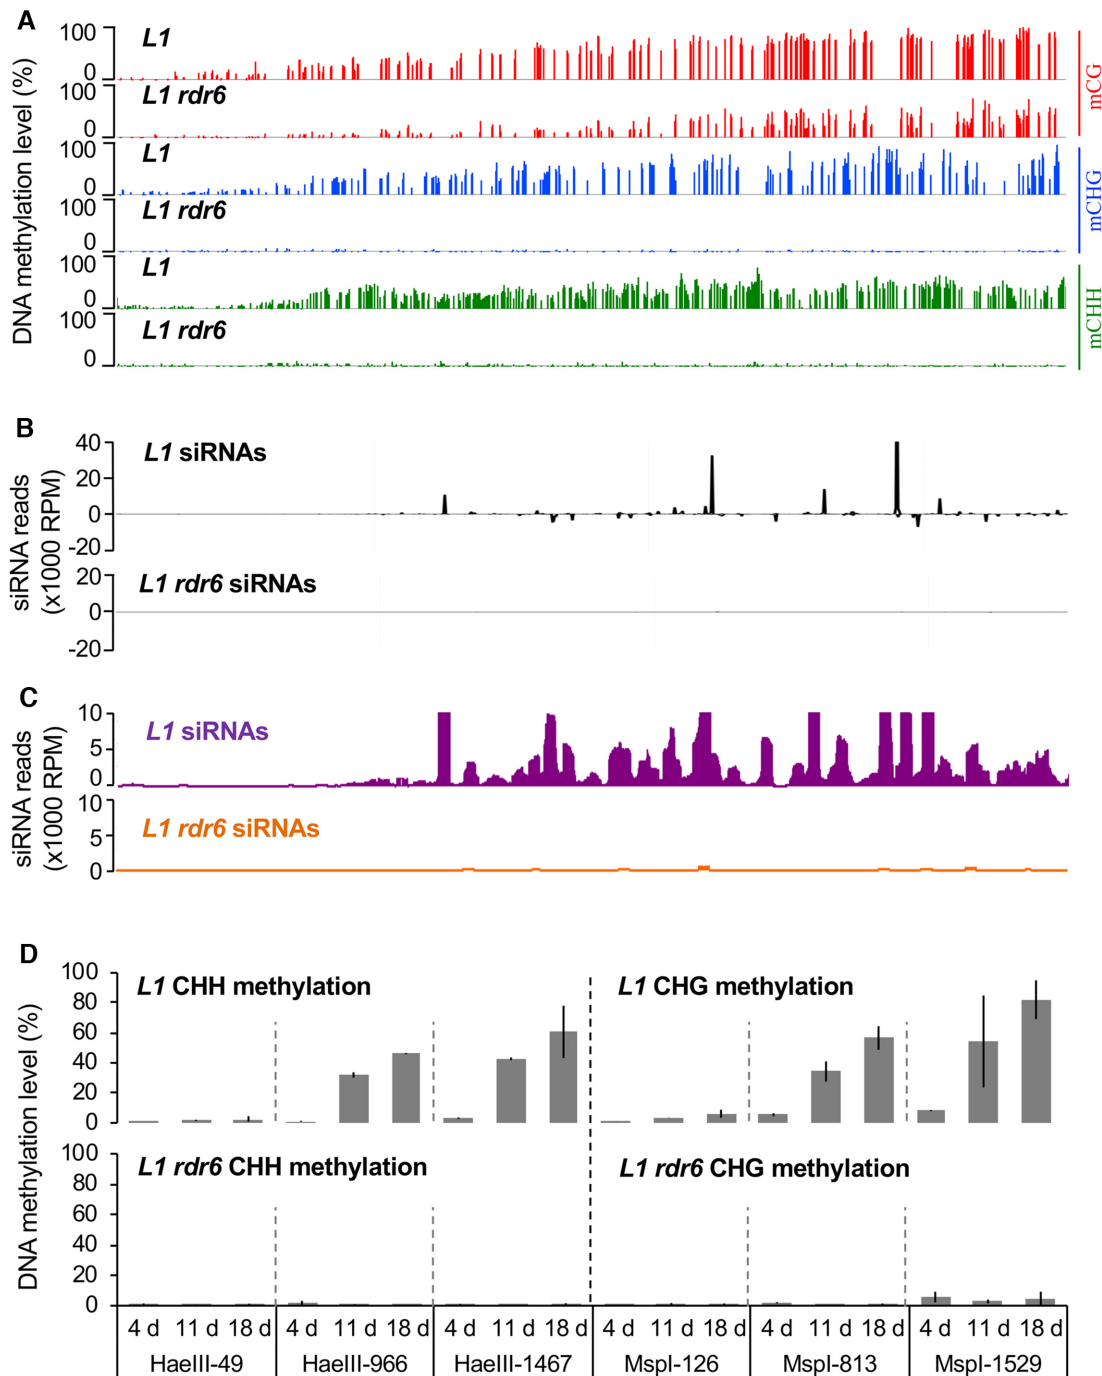 A
DNA methylation level (%)
100
0
L1
100
0
L1 rdr6
mCG
100
0
L1
100
0
L1 rdr6
mCHG
100
0
L1
100
0
L1 rdr6
mCHH
B
siRNA reads
(x1000 RPM)
40
20
0
-20
L1 siRNAs
20
0
-20
L1 rdr6 siRNAs
C
siRNA reads
(x1000 RPM)
10
5
0
L1 siRNAs
10
5
0
L1 rdr6 siRNAs
D
DNA methylation level (%)
100
80
60
40
20
0
L1 CHH methylation
L1 CHG methylation
100
80
60
40
20
0
L1 rdr6 CHH methylation
L1 rdr6 CHG methylation
4 d 11 d 18 d 4 d 11 d 18 d 4 d 11 d 18 d 4 d 11 d 18 d 4 d 11 d 18 d 4 d 11 d 18 d
HaeIII-49 HaeIII-966 HaeIII-1467 MspI-126 MspI-813 MspI-1529